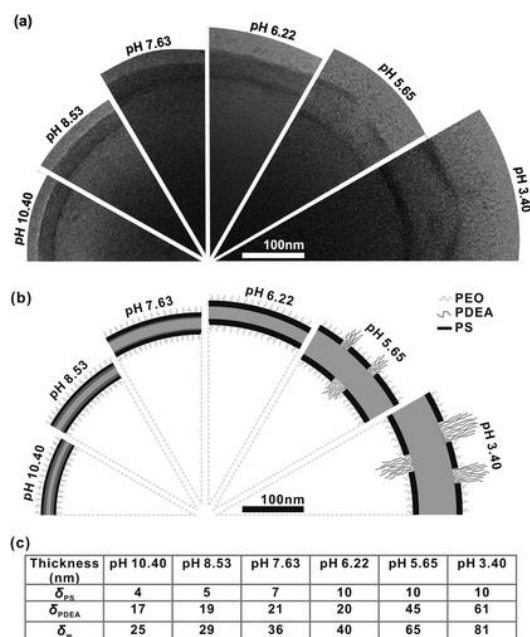 (a)
pH 10.40
pH 8.53
pH 7.63
pH 6.22
pH 5.65
pH 3.40
100nm
(b)
PEO
PDEA
PS
pH 10.40
pH 8.53
pH 7.63
pH 6.22
pH 5.65
pH 3.40
100nm
(c)
Thickness (nm) pH 10.40 pH 8.53 pH 7.63 pH 6.22 pH 5.65 pH 3.40
δPS 4 5 7 10 10 10
δPDEA 17 19 21 20 45 61
δw 25 29 36 40 65 81